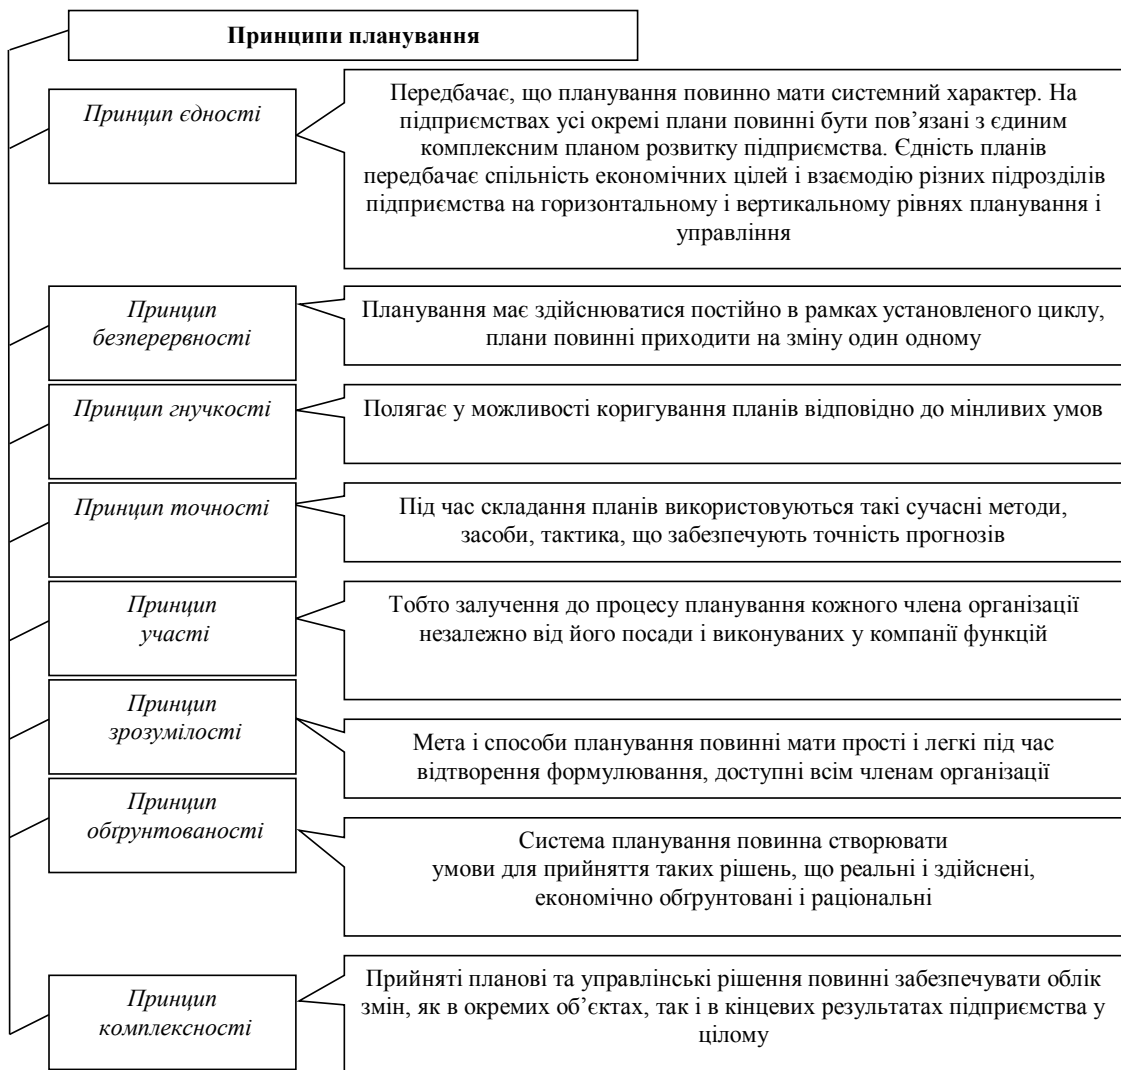 Принципи планування
Принцип єдності
Передбачає, що планування повинно мати системний характер. На
підприємствах усі окремі плани повинні бути пов’язані з єдиним
комплексним планом розвитку підприємства. Єдність планів
передбачає спільність економічних цілей і взаємодію різних підрозділів
підприємства на горизонтальному і вертикальному рівнях планування і
управління
Принцип
безперервності
Планування має здійснюватися постійно в рамках установленого циклу,
плани повинні приходити на зміну один одному
Принцип гнучкості
Полягає у можливості коригування планів відповідно до мінливих умов
Принцип точності
Під час складання планів використовуються такі сучасні методи,
засоби, тактика, що забезпечують точність прогнозів
Принцип
участі
Тобто залучення до процесу планування кожного члена організації
незалежно від його посади і виконуваних у компанії функцій
Принцип
зрозумілості
Мета і способи планування повинні мати прості і легкі під час
відтворення формулювання, доступні всім членам організації
Принцип
обґрунтованості
Система планування повинна створювати
умови для прийняття таких рішень, що реальні і здійснені,
економічно обґрунтовані і раціональні
Принцип
комплексності
Прийняті планові та управлінські рішення повинні забезпечувати облік
змін, як в окремих об’єктах, так і в кінцевих результатах підприємства у
цілому